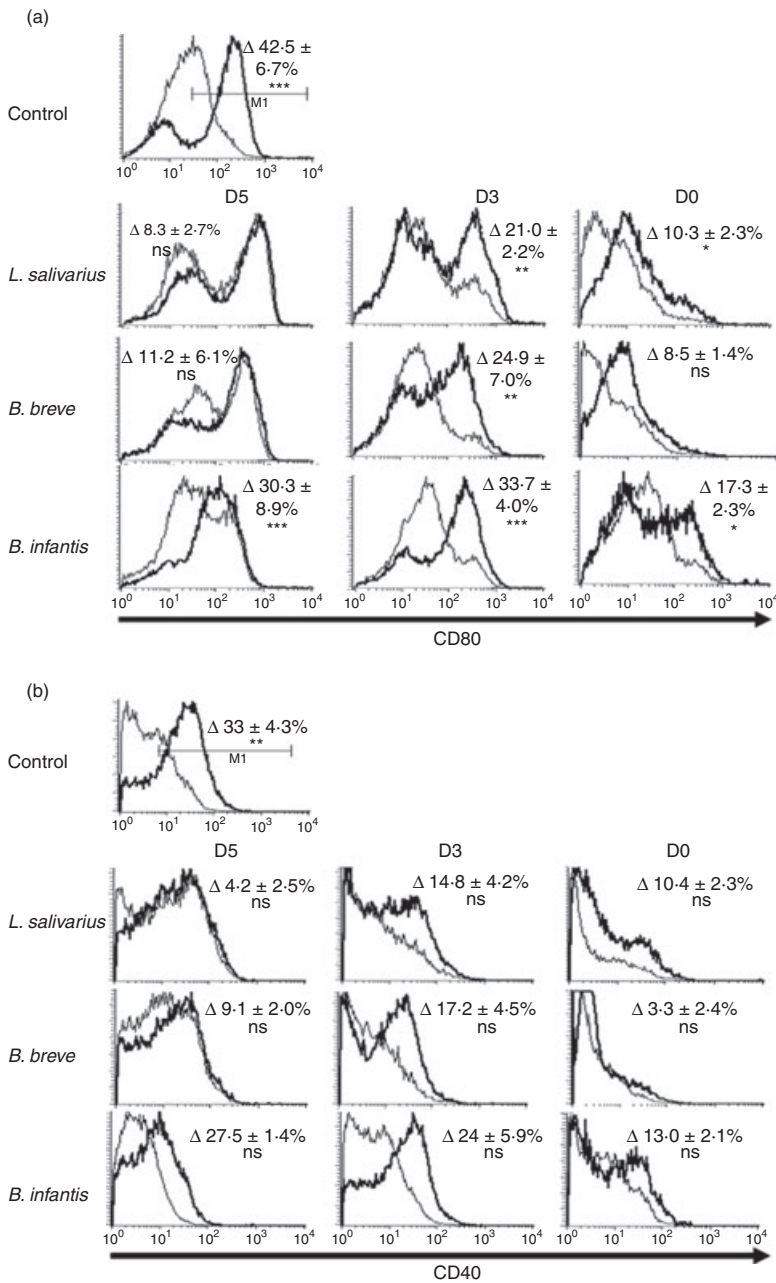 (a)
Δ 42·5 ±
6·7%
***
M1
Control
10⁰ 10¹ 10² 10³ 10⁴
D5 D3 D0
L. salivarius
Δ 8.3 ± 2·7%
ns
Δ 21·0 ±
2·2%
**
Δ 10·3 ± 2·3%
*
B. breve
Δ 11·2 ± 6·1%
ns
Δ 24·9 ±
7·0%
**
Δ 8·5 ± 1·4%
ns
B. infantis
Δ 30·3 ±
8·9%
***
Δ 33·7 ±
4·0%
***
Δ 17·3 ±
2·3%
*
10⁰ 10¹ 10² 10³ 10⁴ 10⁰ 10¹ 10² 10³ 10⁴ 10⁰ 10¹ 10² 10³ 10⁴
CD80
(b)
Δ 33 ± 4·3%
**
M1
Control
10⁰ 10¹ 10² 10³ 10⁴
D5 D3 D0
L. salivarius
Δ 4·2 ± 2·5%
ns
Δ 14·8 ± 4·2%
ns
Δ 10·4 ± 2·3%
ns
B. breve
Δ 9·1 ± 2·0%
ns
Δ 17·2 ± 4·5%
ns
Δ 3·3 ± 2·4%
ns
B. infantis
Δ 27·5 ± 1·4%
ns
Δ 24 ± 5·9%
ns
Δ 13·0 ± 2·1%
ns
10⁰ 10¹ 10² 10³ 10⁴ 10⁰ 10¹ 10² 10³ 10⁴ 10⁰ 10¹ 10² 10³ 10⁴
CD40